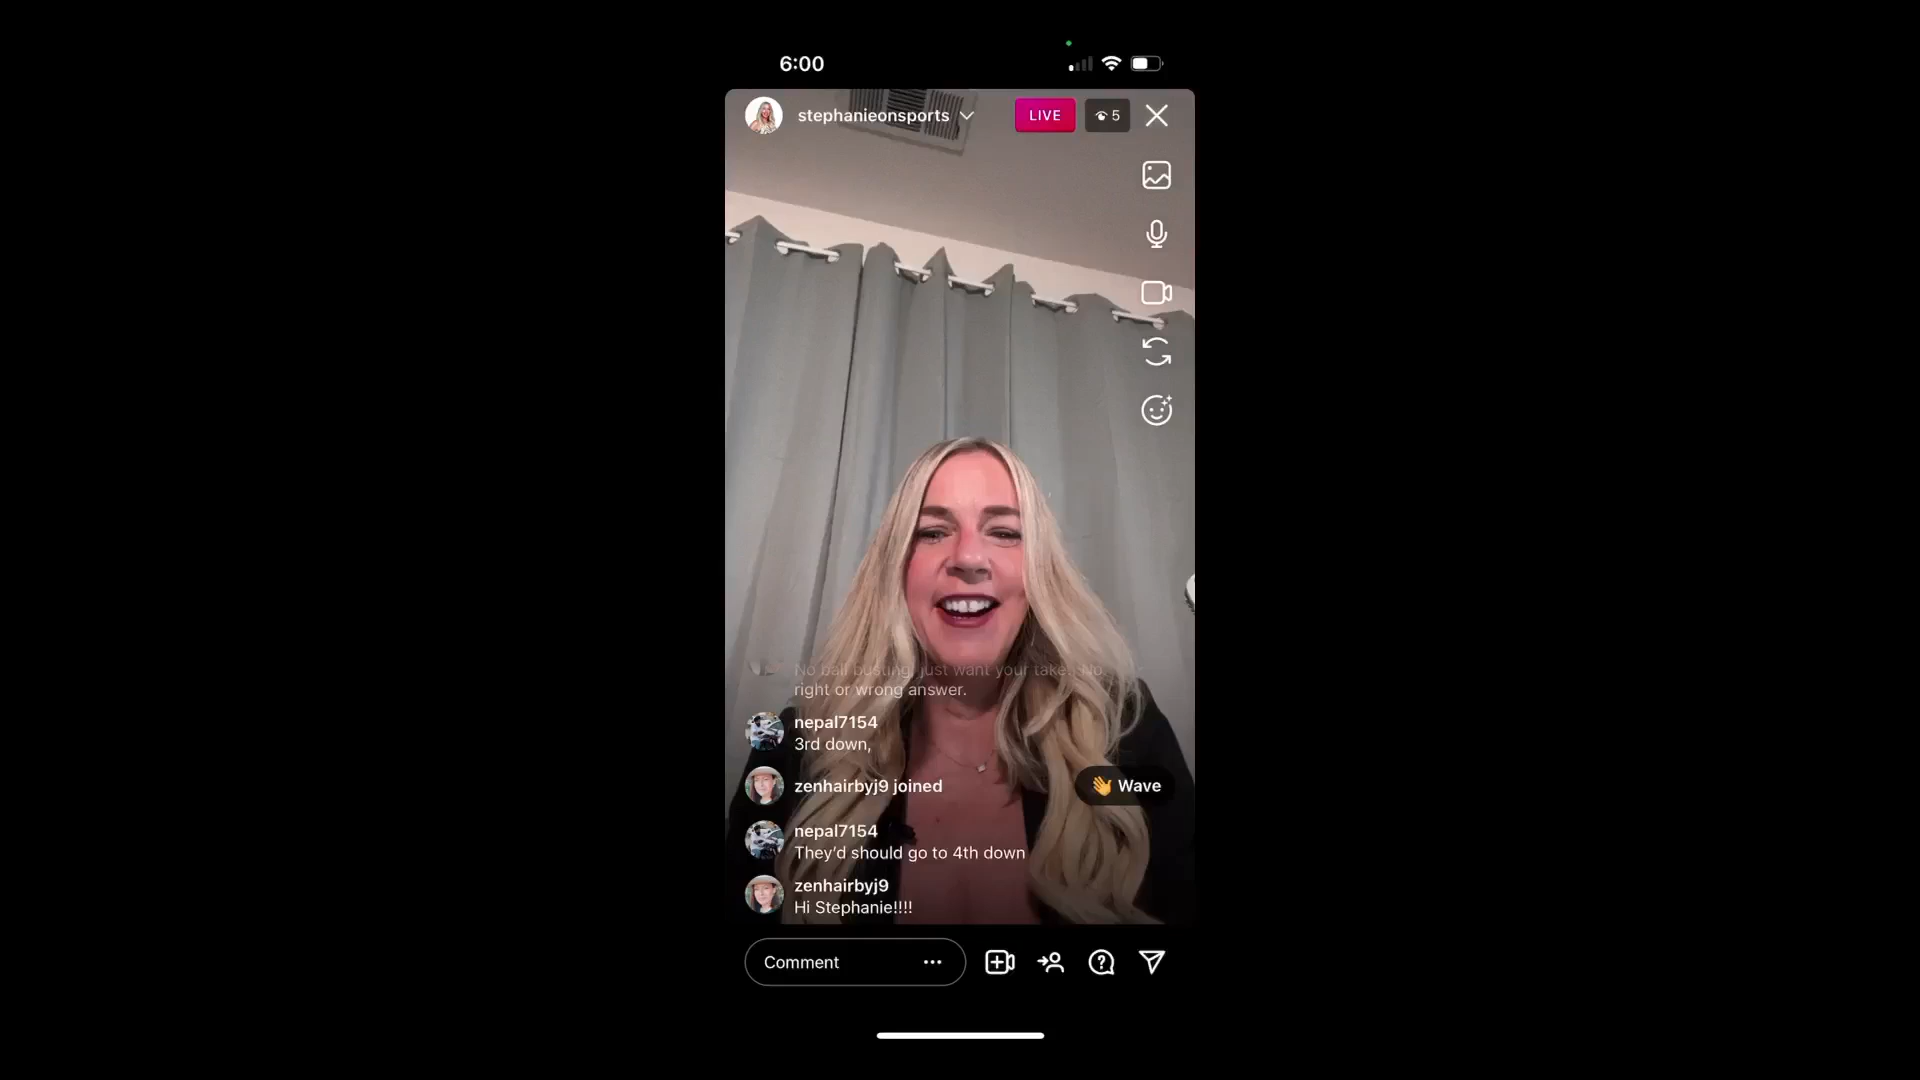 6:00
stephanieonsports
LIVE
5
No ball busting, just want your take. No
right or wrong answer.
nepal7154
3rd down,
zenhairbyj9 joined
Wave
nepal7154
They’d should go to 4th down
zenhairbyj9
Hi Stephanie!!!!
Comment